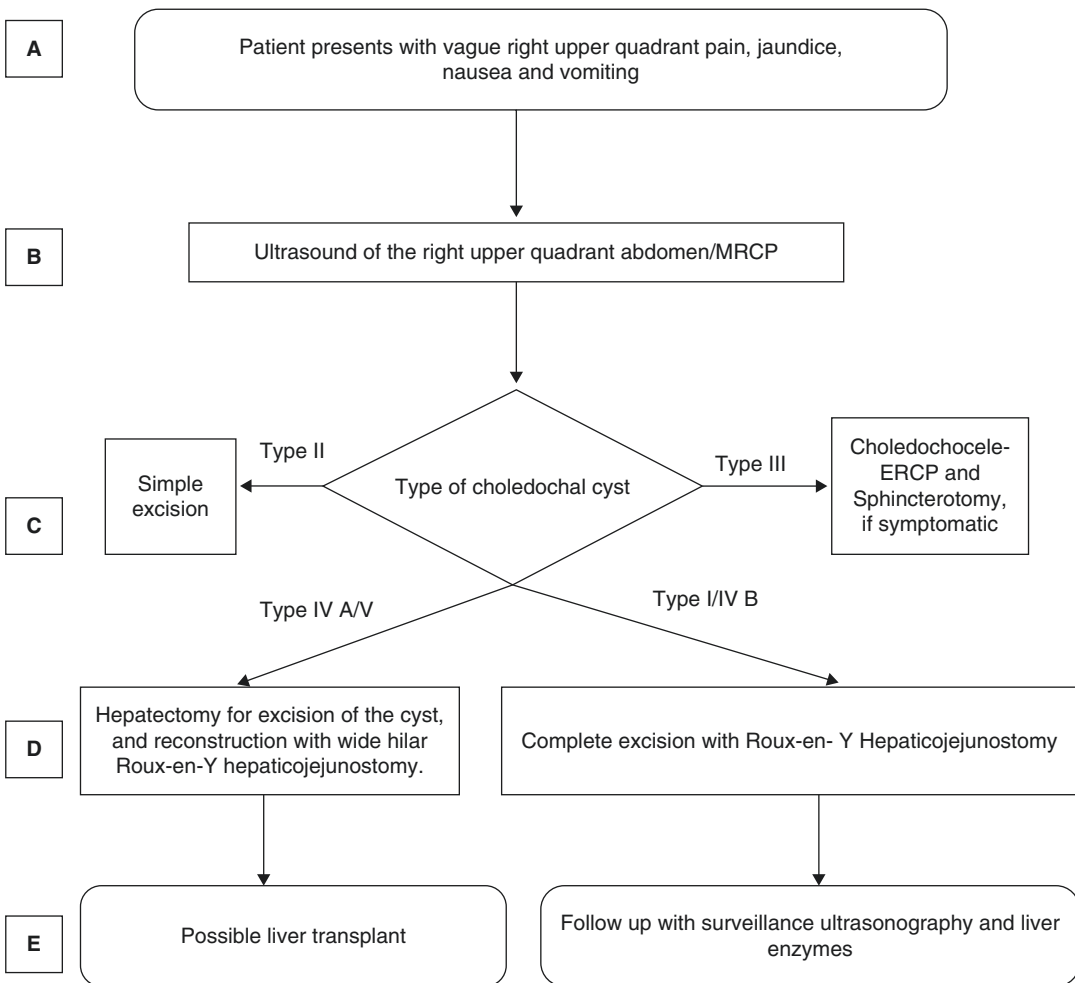 A
Patient presents with vague right upper quadrant pain, jaundice,
nausea and vomiting
B
Ultrasound of the right upper quadrant abdomen/MRCP
Type II
Type III
Simple
excision
Type of choledochal cyst
Choledochocele-
ERCP and
Sphincterotomy,
if symptomatic
C
Type IV A/V
Type I/IV B
D
Hepatectomy for excision of the cyst,
and reconstruction with wide hilar
Roux-en-Y hepaticojejunostomy.
Complete excision with Roux-en- Y Hepaticojejunostomy
E
Possible liver transplant
Follow up with surveillance ultrasonography and liver
enzymes